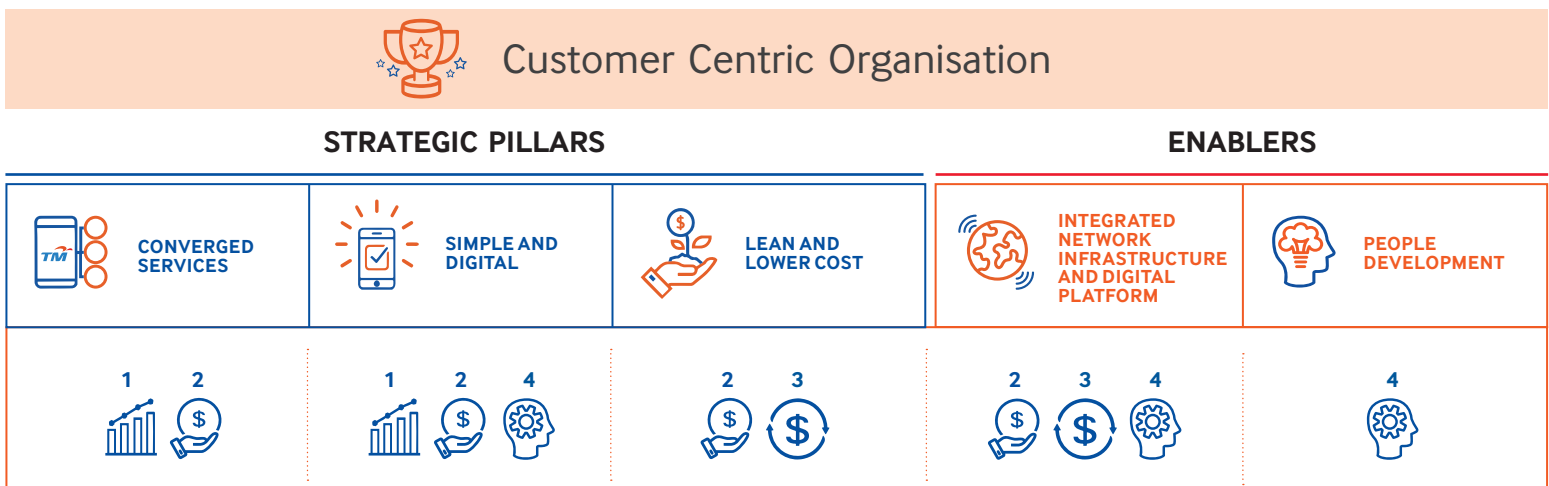 Customer Centric Organisation
STRATEGIC PILLARS
ENABLERS
TM
CONVERGED
SERVICES
SIMPLE AND
DIGITAL
$
LEAN AND
LOWER COST
INTEGRATED
NETWORK
INFRASTRUCTURE
AND DIGITAL
PLATFORM
PEOPLE
DEVELOPMENT
1 2
1 2 4
2 3
2 3 4
4
$
$
$ $
$ $